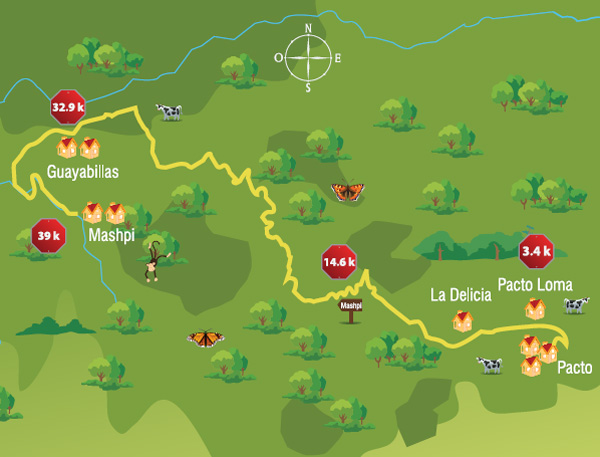 N
O E
S
32.9 k
Guayabillas
39 k
Mashpi
14.6 k
Mashpi
3.4 k
Pacto Loma
La Delicia
Pacto